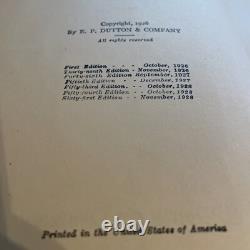 Copyright, 1926
By E. P. DUTTON & COMPANY
All rights reserved
First Edition . . . October, 1926
Thirty-ninth Edition - November, 1926
Forty-sixth Edition September, 1927
Fiftieth Edition - December, 1927
Fifty-third Edition . October, 1928
Fifty-fourth Edition - October, 1928
Sixty-first Edition - November, 1928
Printed in the United States of America